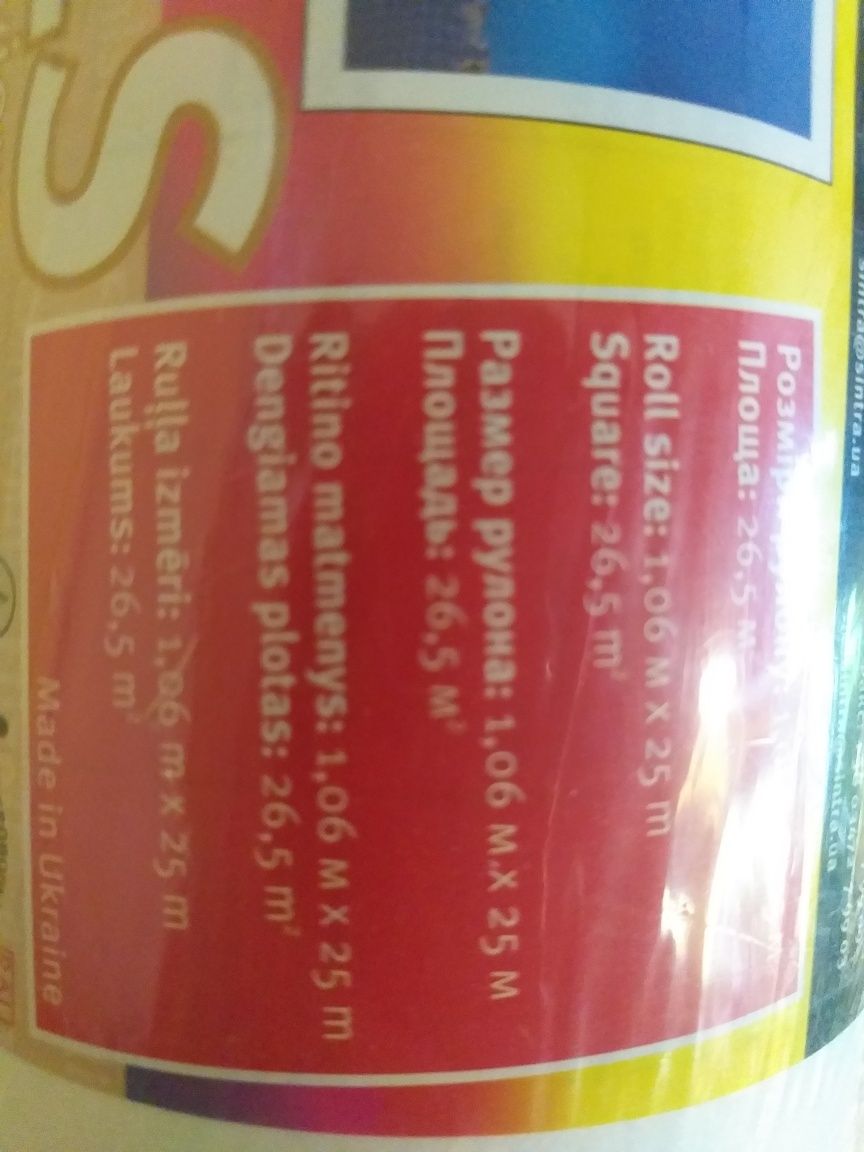 Площа: 26,5 м
Roll size: 1,06 м x 25 m
Square: 26,5 m²
Размер рулона: 1,06 м x 25 м
Площадь: 26,5 м²
Ritino matmenys: 1,06 м x 25 m
Dengiamas plotas: 26,5 m²
Ruļļa izmēri: 1,06 m x 25 m
Laukums: 26,5 m²
Made in Ukraine